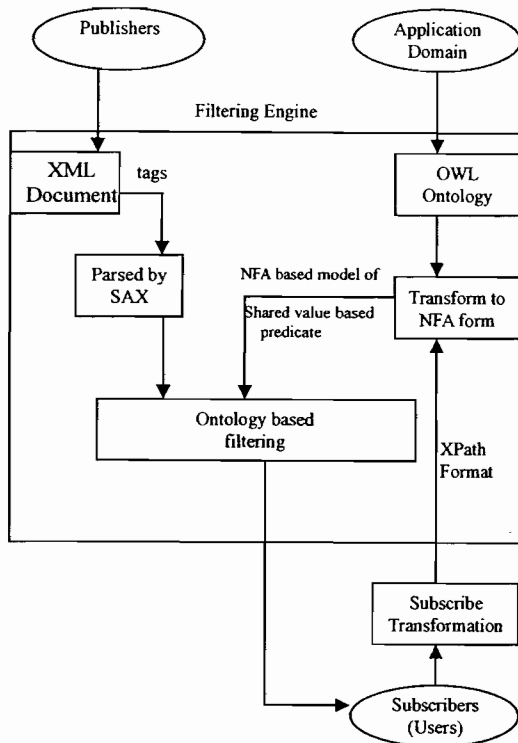 Publishers
Application
Domain
Filtering Engine
XML
Document
tags
OWL
Ontology
Parsed by
SAX
NFA based model of
Shared value based
predicate
Transform to
NFA form
Ontology based
filtering
XPath
Format
Subscribe
Transformation
Subscribers
(Users)